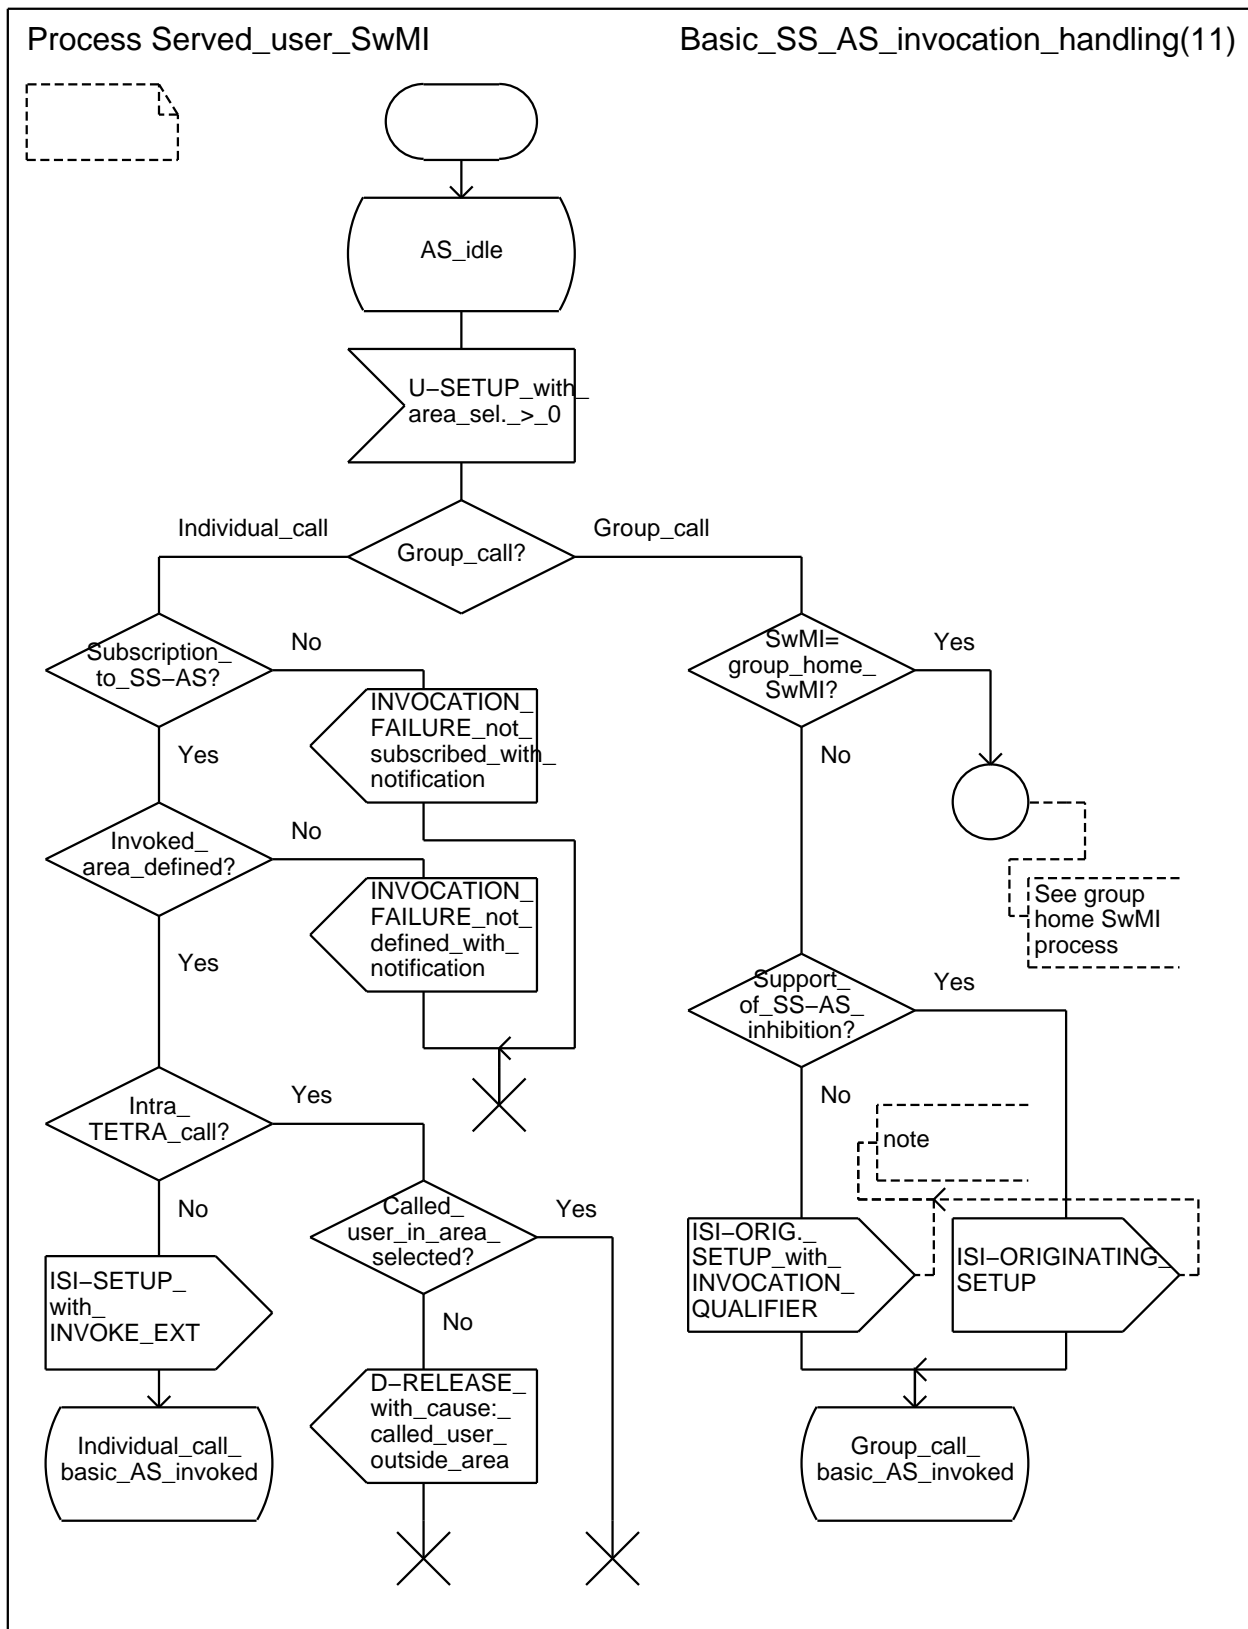 Process Served_user_SwMI
Basic_SS_AS_invocation_handling(11)
AS_idle
U−SETUP_with_
area_sel._>_0
Individual_call
Group_call?
Group_call
Subscription_
to_SS−AS?
No
Yes
INVOCATION_
FAILURE_not_
subscribed_with_
notification
SwMI=
group_home_
SwMI?
Yes
No
Invoked_
area_defined?
No
Yes
INVOCATION_
FAILURE_not_
defined_with_
notification
See group
home SwMI
process
Support_
of_SS−AS_
inhibition?
Yes
No
note
Intra_
TETRA_call?
Yes
No
Called_
user_in_area_
selected?
Yes
No
ISI−SETUP_
with_
INVOKE_EXT
ISI−ORIG._
SETUP_with_
INVOCATION_
QUALIFIER
ISI−ORIGINATING_
SETUP
D−RELEASE_
with_cause:_
called_user_
outside_area
Individual_call_
basic_AS_invoked
Group_call_
basic_AS_invoked